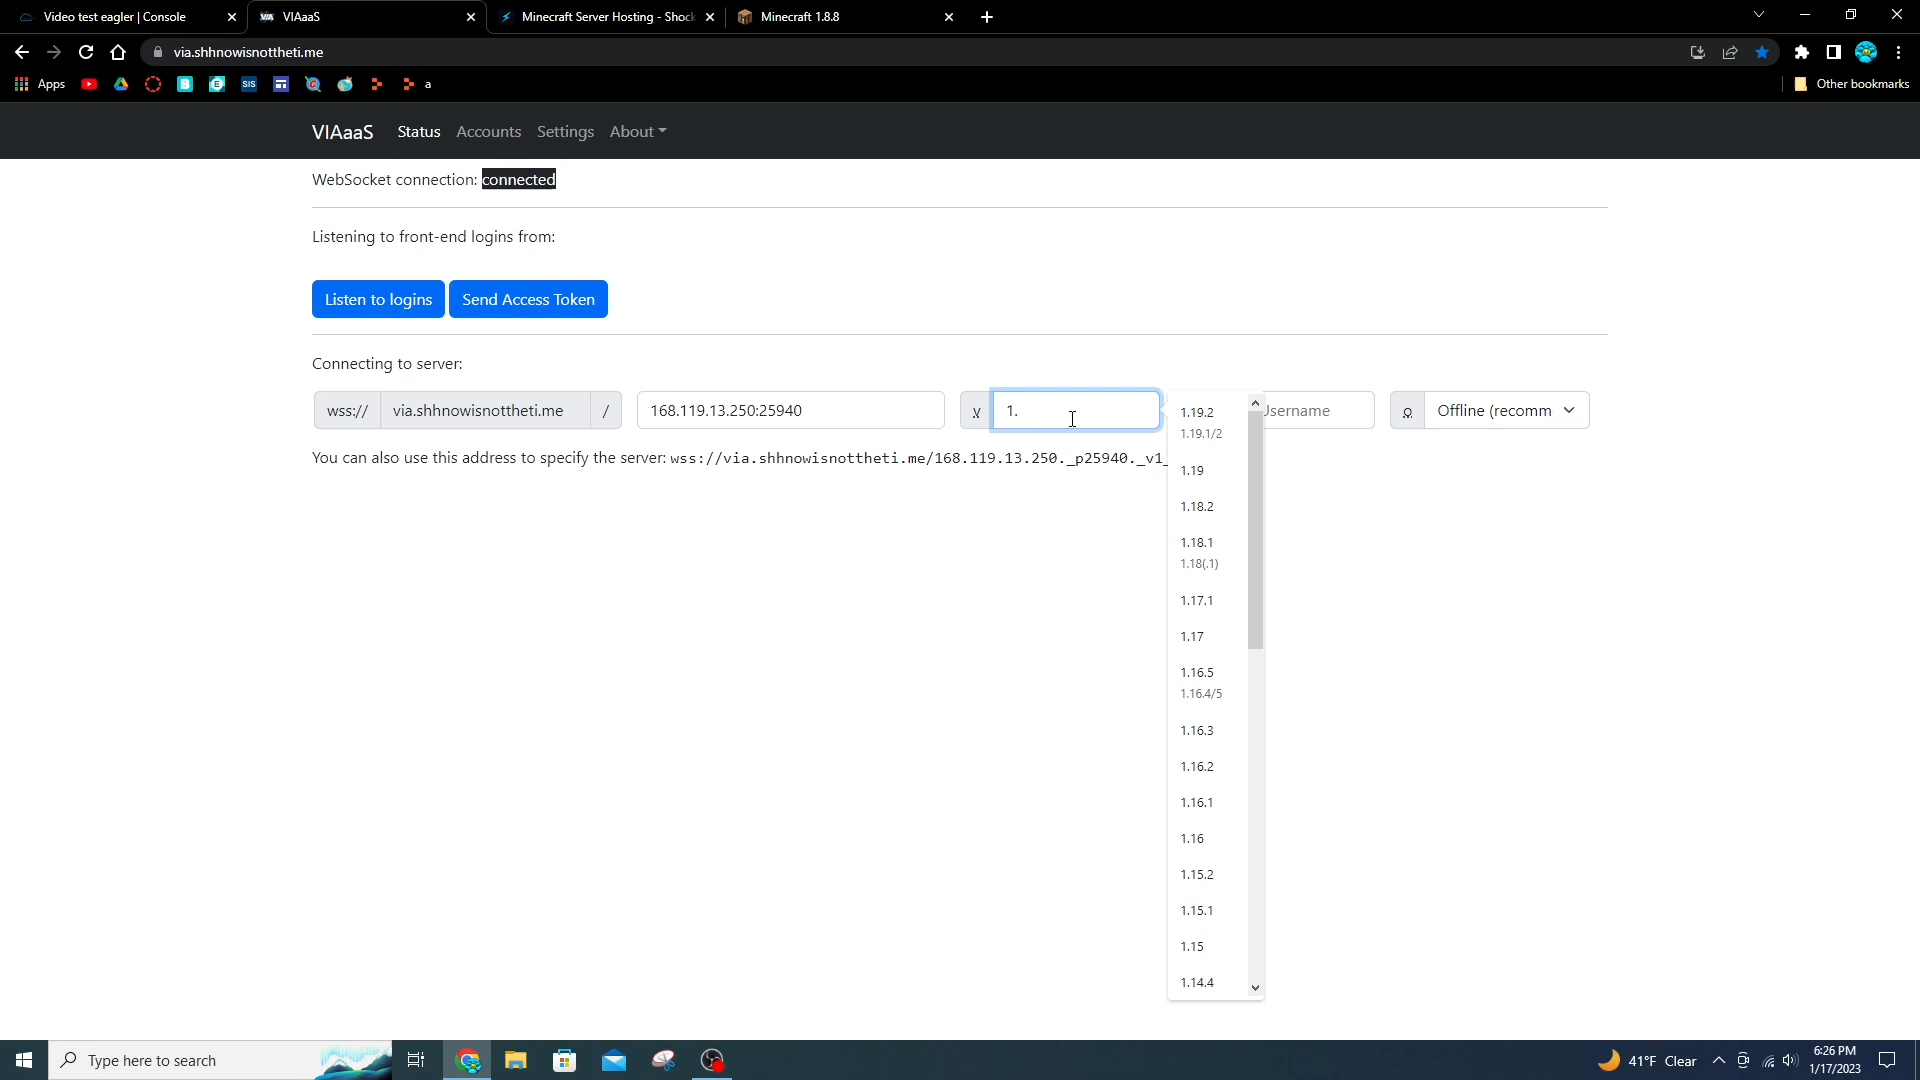 Video test eagler | Console
VIAaaS
Minecraft Server Hosting - Shock
Minecraft 1.8.8
via.shhnowisnottheti.me
Apps
SIS
a
Other bookmarks
VIAaaS Status Accounts Settings About
WebSocket connection: connected
Listening to front-end logins from:
Listen to logins
Send Access Token
Connecting to server:
wss:// via.shhnowisnottheti.me / 168.119.13.250:25940 v 1. Username o Offline (recomm
You can also use this address to specify the server: wss://via.shhnowisnottheti.me/168.119.13.250._p25940._v1_
1.19.2
1.19.1/2
1.19
1.18.2
1.18.1
1.18(.1)
1.17.1
1.17
1.16.5
1.16.4/5
1.16.3
1.16.2
1.16.1
1.16
1.15.2
1.15.1
1.15
1.14.4
Type here to search
41°F Clear
6:26 PM
1/17/2023